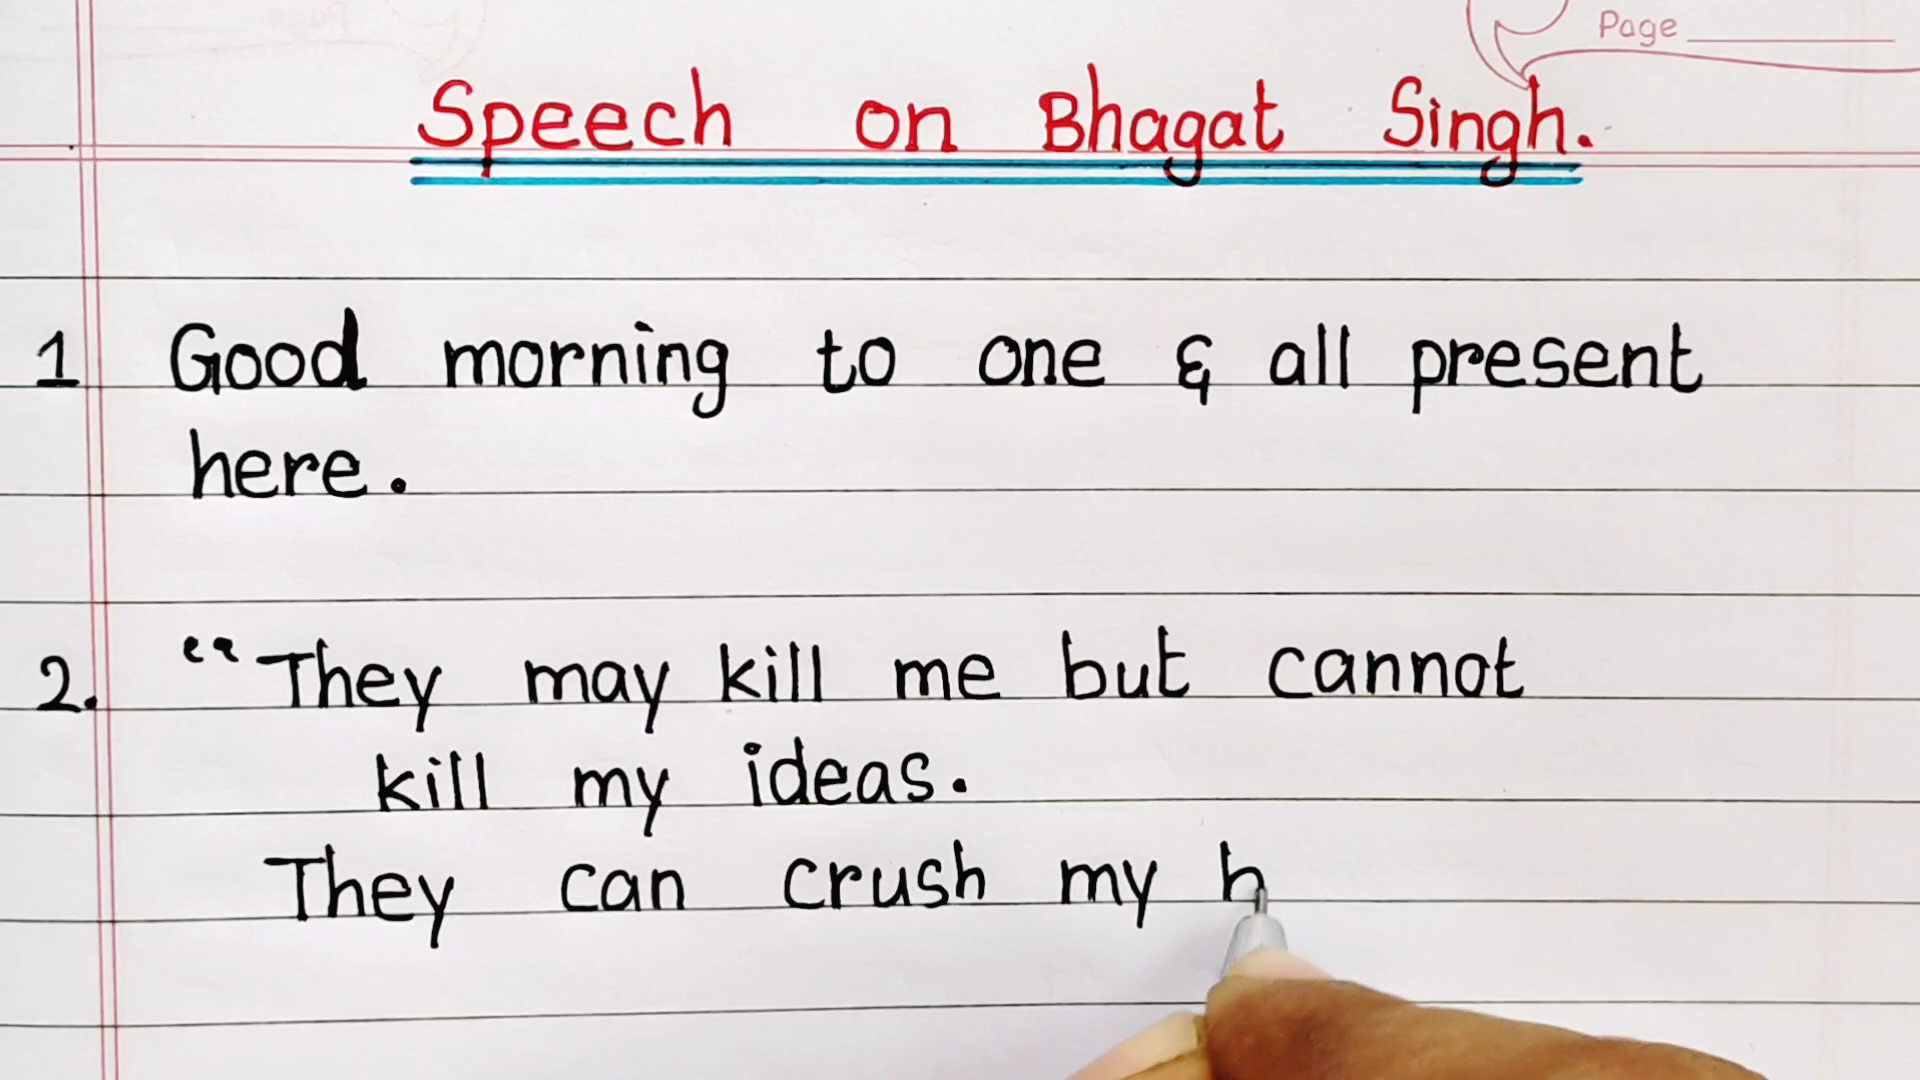 Page
Speech on Bhagat Singh.
1 Good morning to one & all present
here.
2. "They may kill me but cannot
kill my ideas.
They can crush my